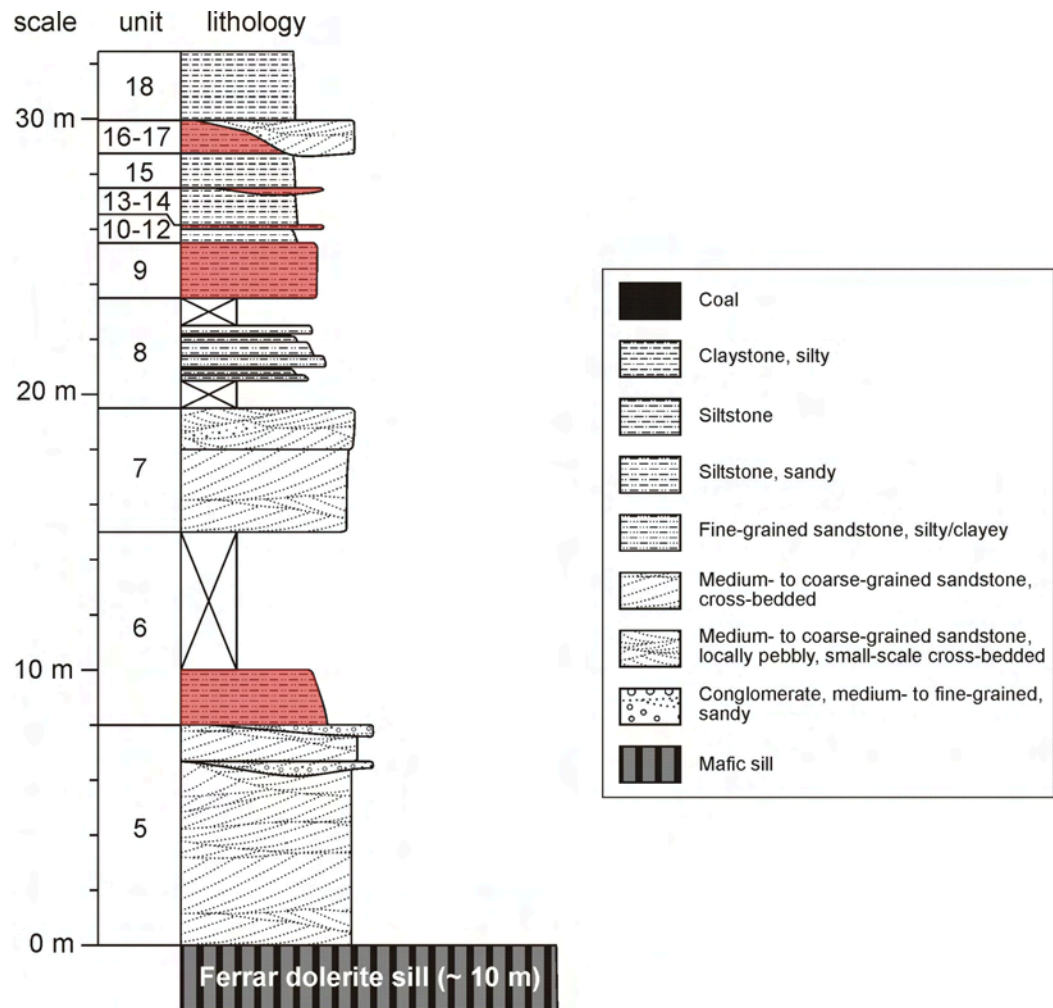 scale unit lithology
18
30 m
16-17
15
13-14
10-12
9
8
20 m
7
6
10 m
5
0 m
Ferrar dolerite sill (~ 10 m)
Coal
Claystone, silty
Siltstone
Siltstone, sandy
Fine-grained sandstone, silty/clayey
Medium- to coarse-grained sandstone,
cross-bedded
Medium- to coarse-grained sandstone,
locally pebbly, small-scale cross-bedded
Conglomerate, medium- to fine-grained,
sandy
Mafic sill